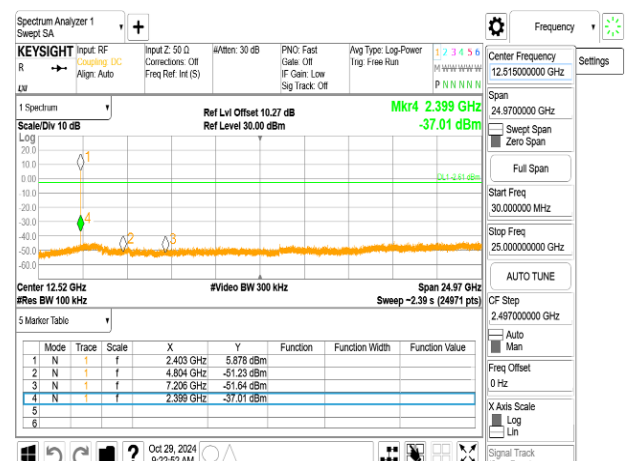 Spectrum Analyzer 1
Swept SA
+
Frequency
KEYSIGHT Input: RF Input Z: 50 Ω #Atten: 30 dB PNO: Fast Avg Type: Log-Power 1 2 3 4 5 6
R Coupling: DC Corrections: Off Gate: Off Trig: Free Run M W W W W W
Align: Auto Freq Ref: Int (S) IF Gain: Low P N N N N N
Sig Track: Off
1 Spectrum
Ref Lvl Offset 10.27 dB Mkr4 2.399 GHz
Scale/Div 10 dB Ref Level 30.00 dBm -37.01 dBm
Log
20.0
10.0
0.00
-10.0
-20.0
-30.0
-40.0
-50.0
-60.0
1
4
2
3
Center 12.52 GHz #Video BW 300 kHz Span 24.97 GHz
#Res BW 100 kHz Sweep ~2.39 s (24971 pts)
5 Marker Table
Mode Trace Scale X Y Function Function Width Function Value
1 N 1 f 2.403 GHz 5.878 dBm
2 N 1 f 4.804 GHz -51.23 dBm
3 N 1 f 7.206 GHz -51.64 dBm
4 N 1 f 2.399 GHz -37.01 dBm
5
6
? Oct 29, 2024
9:22:52 AM
Center Frequency
12.515000000 GHz
Settings
Span
24.9700000 GHz
Swept Span
Zero Span
Full Span
Start Freq
30.000000 MHz
Stop Freq
25.000000000 GHz
AUTO TUNE
CF Step
2.497000000 GHz
Auto
Man
Freq Offset
0 Hz
X Axis Scale
Log
Lin
Signal Track